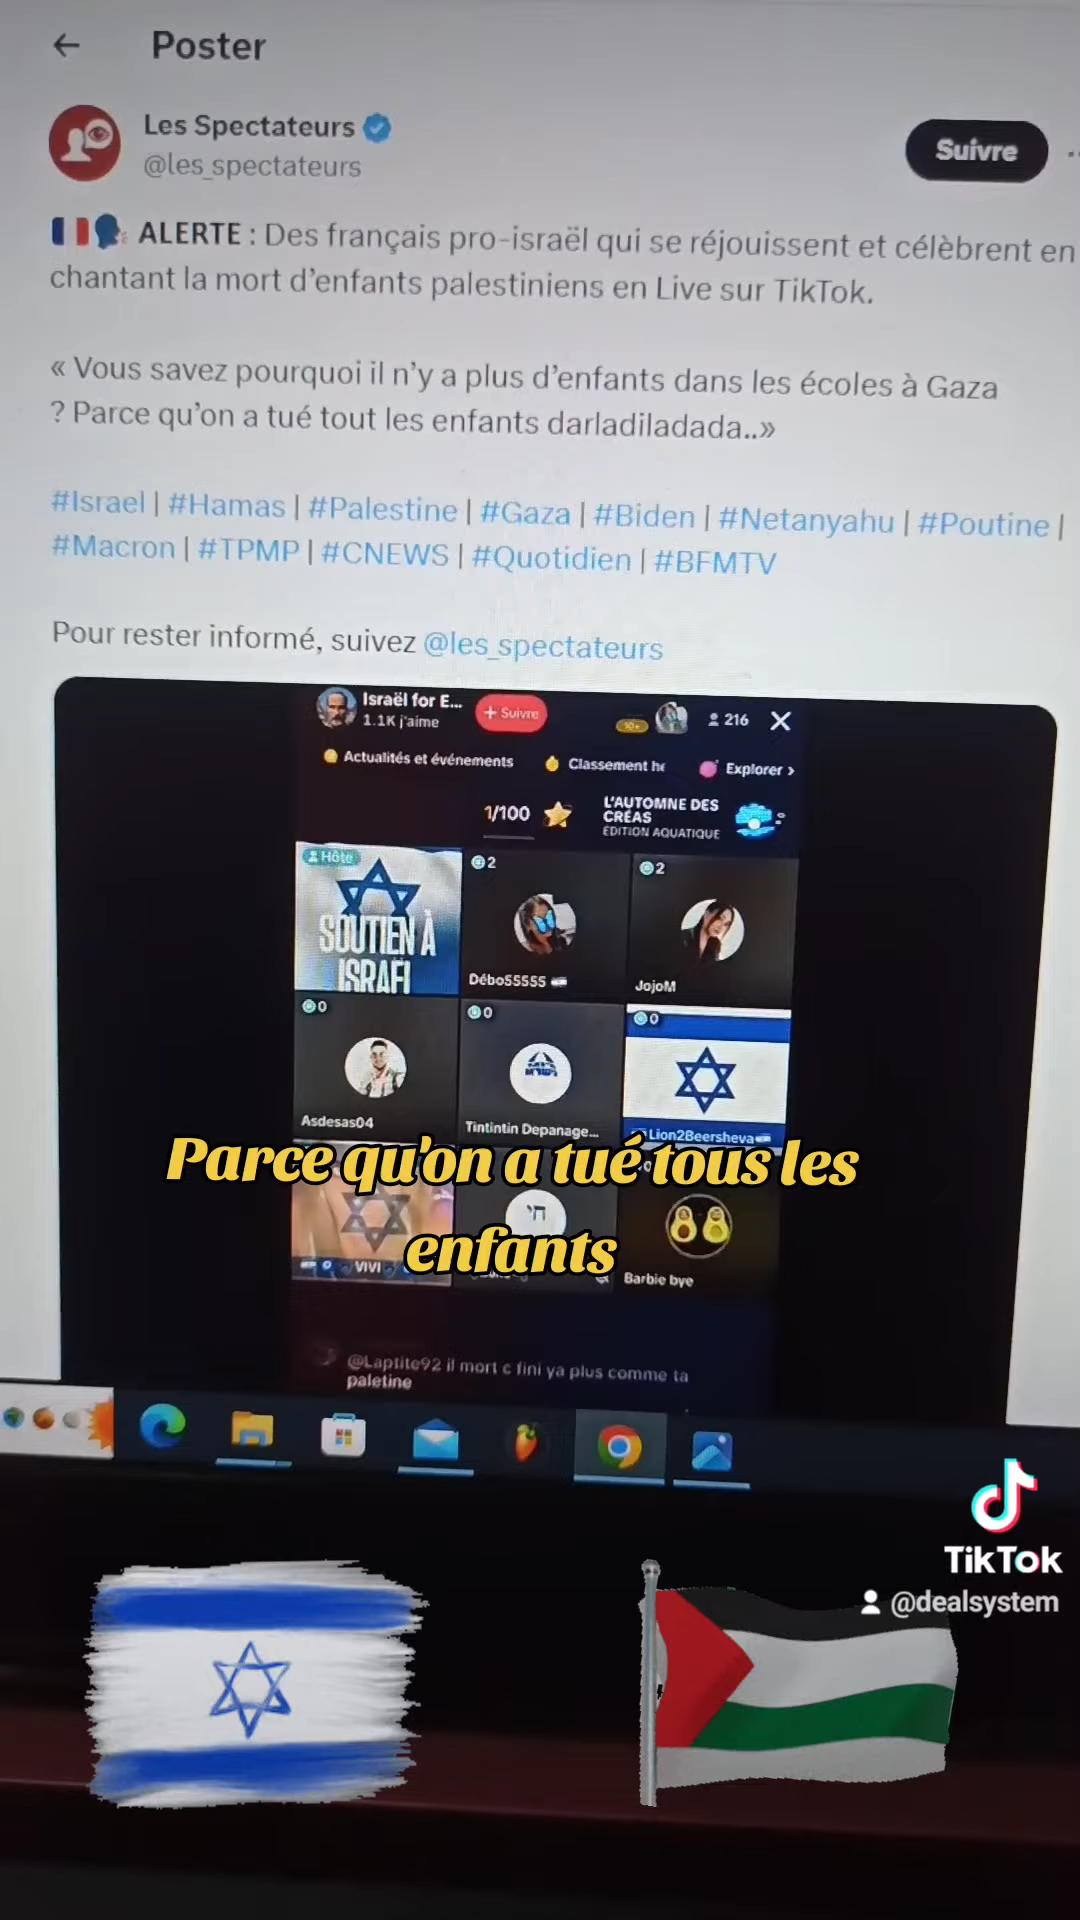 Poster
Les Spectateurs
@les_spectateurs
Suivre
ALERTE : Des français pro-israël qui se réjouissent et célèbrent en
chantant la mort d'enfants palestiniens en Live sur TikTok.
« Vous savez pourquoi il n'y a plus d'enfants dans les écoles à Gaza
? Parce qu'on a tué tout les enfants darladiladada..»
#Israel | #Hamas | #Palestine | #Gaza | #Biden | #Netanyahu | #Poutine |
#Macron | #TPMP | #CNEWS | #Quotidien | #BFMTV
Pour rester informé, suivez @les_spectateurs
Israël for E...
1.1K j'aime
+ Suivre
216
Actualités et événements
Classement he
Explorer >
1/100
L'AUTOMNE DES
CRÉAS
ÉDITION AQUATIQUE
Hôte
SOUTIEN À
ISRAEL
2
Débo55555
2
JojoM
0
Asdesas04
0
Tintintin Depanage...
0
Lion2Beersheva
Parce qu'on a tué tous les
enfants
VIVI
חי
Barbie bye
@Laptite92 il mort c fini ya plus comme ta
paletine
TikTok
@dealsystem